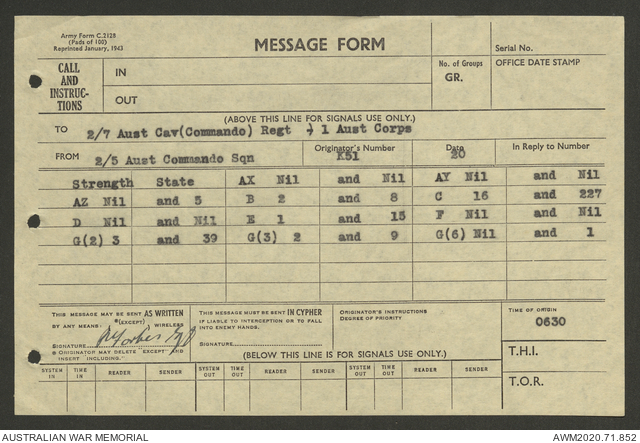 Army Form C.2128
(Pads of 100)
Reprinted January, 1943
MESSAGE FORM
Serial No.
CALL AND INSTRUC-TIONS
IN
No. of Groups
GR.
OFFICE DATE STAMP
OUT
(ABOVE THIS LINE FOR SIGNALS USE ONLY.)
TO 2/7 Aust Cav(Commando) Regt 1 Aust Corps
FROM 2/5 Aust Commando Sqn Originator's Number K51 Date 20 In Reply to Number
Strength State AX Nil and Nil AY Nil and Nil
AZ Nil and 5 B 2 and 8 C 16 and 227
D Nil and Nil E 1 and 15 F Nil and Nil
G(2) 3 and 39 G(3) 2 and 9 G(6) Nil and 1
THIS MESSAGE MAY BE SENT AS WRITTEN
BY ANY MEANS *(EXCEPT) WIRELESS
SIGNATURE
* ORIGINATOR MAY DELETE EXCEPT AND
INSERT INCLUDING.
THIS MESSAGE MUST BE SENT IN CYPHER
IF LIABLE TO INTERCEPTION OR TO FALL
INTO ENEMY HANDS.
SIGNATURE
ORIGINATOR'S INSTRUCTIONS
DEGREE OF PRIORITY
TIME OF ORIGIN
0630
T.H.I.
(BELOW THIS LINE IS FOR SIGNALS USE ONLY.)
SYSTEM IN TIME IN READER SENDER SYSTEM OUT TIME OUT READER SENDER SYSTEM OUT TIME OUT READER SENDER
T.O.R.
AUSTRALIAN WAR MEMORIAL
AWM2020.71.852